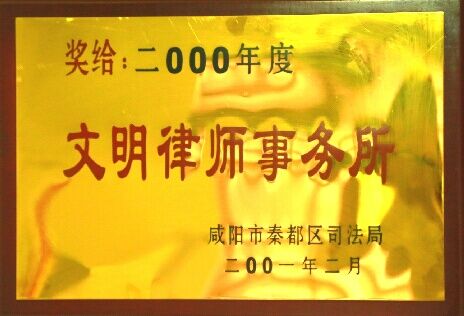 奖给：二000年度
文明律师事务所
咸阳市秦都区司法局
二00一年二月